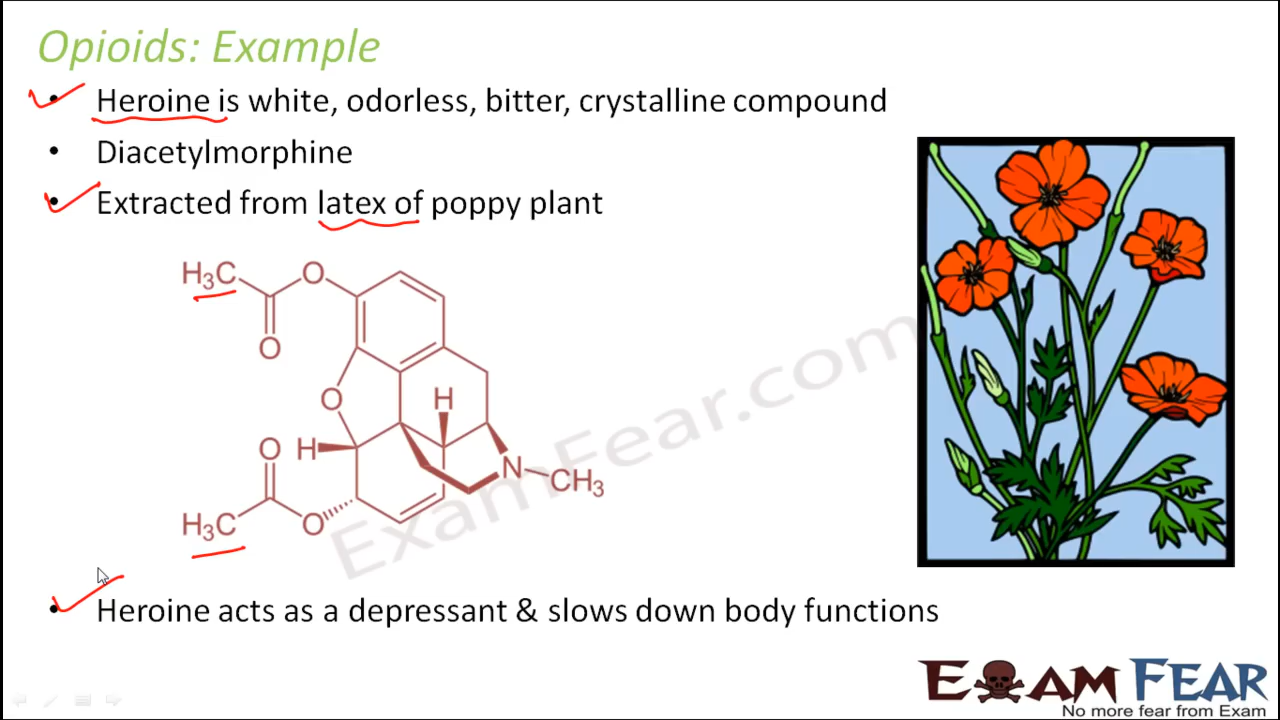 Opioids: Example
• Heroine is white, odorless, bitter, crystalline compound
• Diacetylmorphine
• Extracted from latex of poppy plant
H₃C
O
O
O
H
O
H
N
CH₃
H₃C
O
ExamFear.com
• Heroine acts as a depressant & slows down body functions
EXAM FEAR
No more fear from Exam